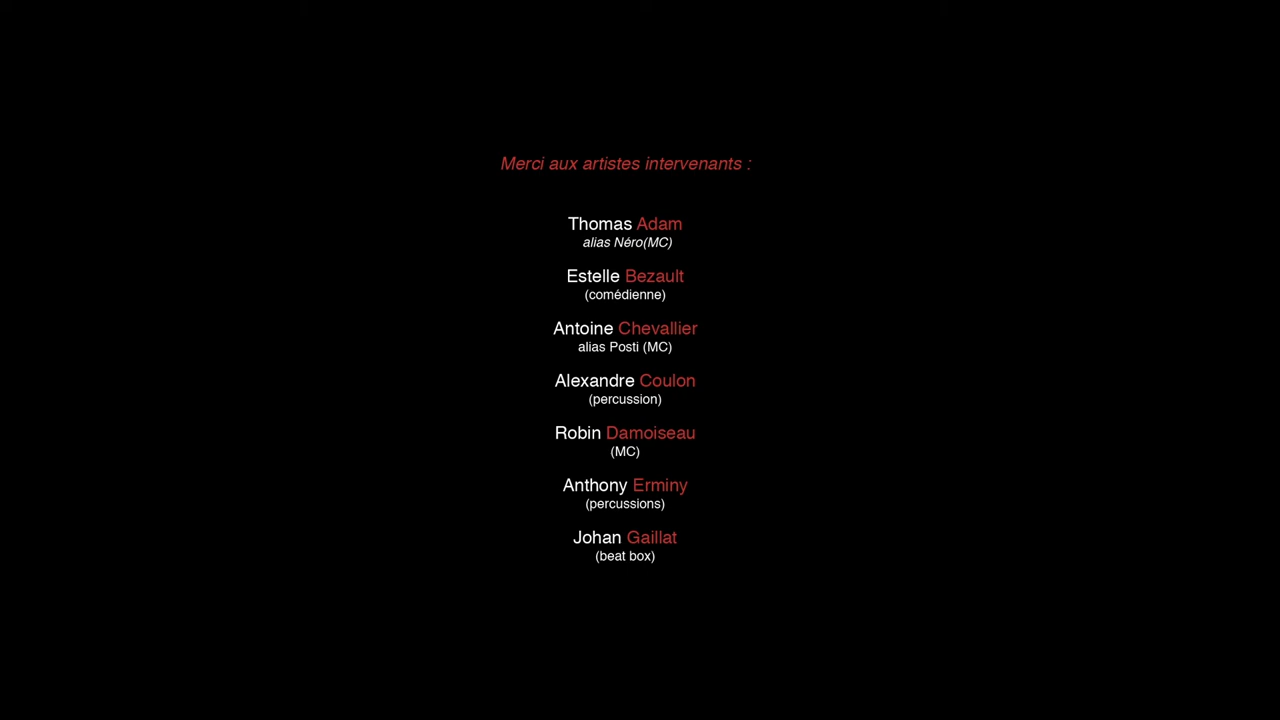 Merci aux artistes intervenants :
Thomas Adam
alias Néro(MC)
Estelle Bezault
(comédienne)
Antoine Chevallier
alias Posti (MC)
Alexandre Coulon
(percussion)
Robin Damoiseau
(MC)
Anthony Erminy
(percussions)
Johan Gaillat
(beat box)